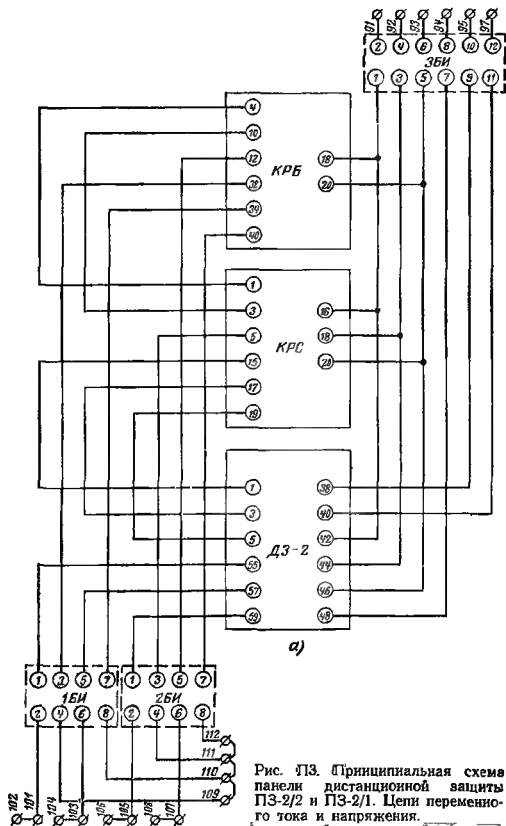 91 92 93 94 95 97
2 4 6 8 10 12
3БИ
1 3 5 7 9 11
4
10
12 18
КРБ
32 20
34
40
1
3 16
5 18
КРС
15 20
17
19
1 38
3 40
5 42
ДЗ-2
55 44
57 46
59 48
а)
1 3 5 7 1 3 5 7
1БИ 2БИ
2 4 6 8 2 4 6 8
112
111
110
109
102 101 104 103 106 105 108 107
Рис. П3. Принципиальная схема
панели дистанционной защиты
ПЗ-2/2 и ПЗ-2/1. Цепи переменно-
го тока и напряжения.